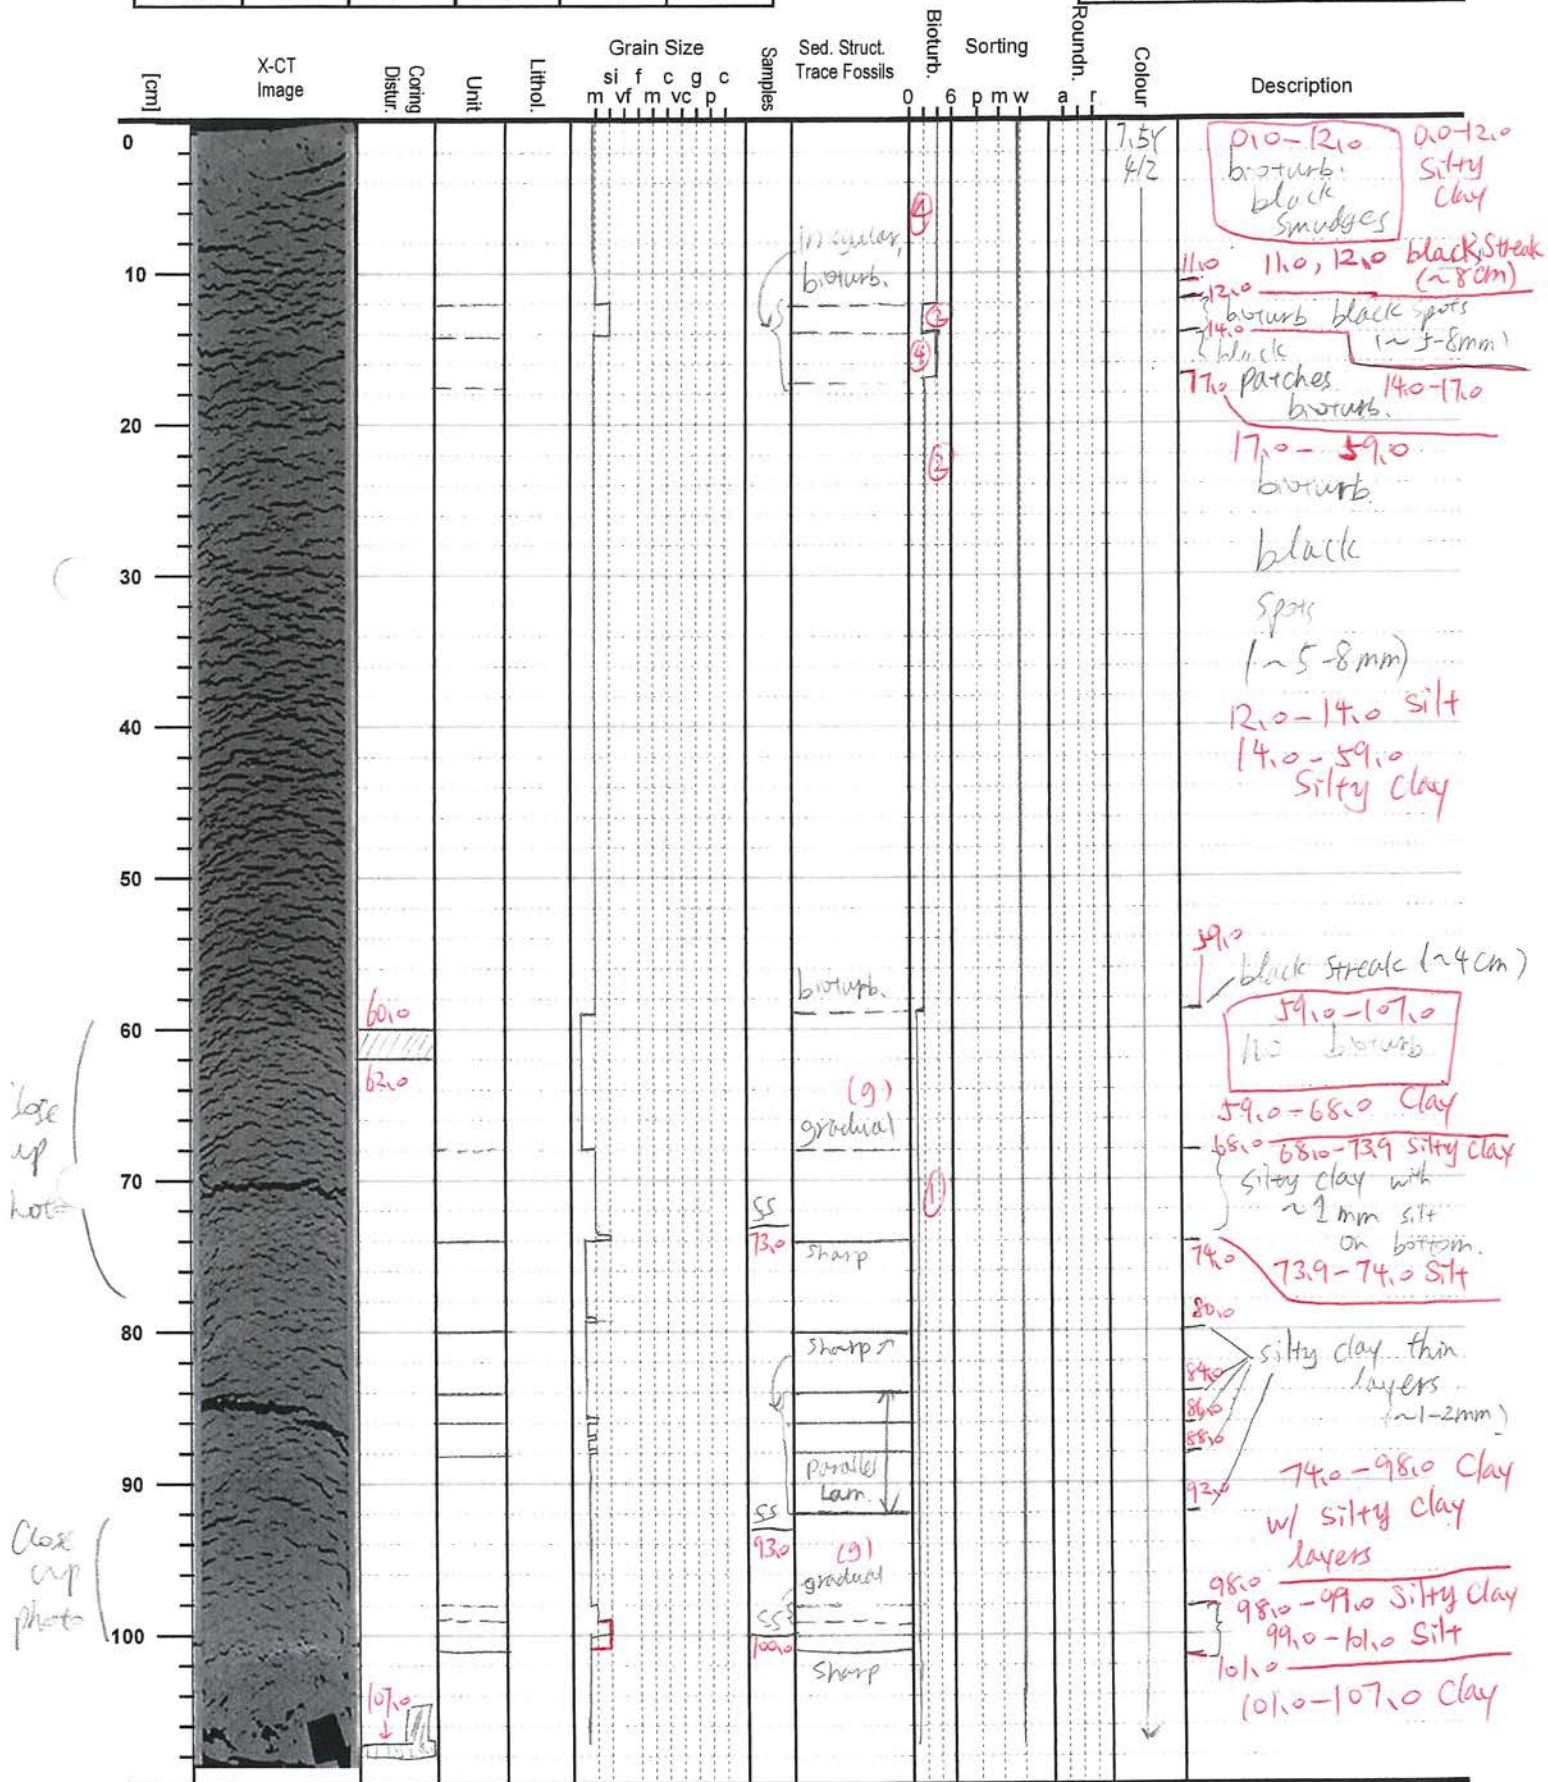 [cm]
X-CT
Image
Coring
Distur.
Unit
Lithol.
Grain Size
si f c g c
m vf m vc p
Samples
Sed. Struct.
Trace Fossils
Bioturb.
0 6
Sorting
p m w
Roundn.
a r
Colour
Description
0
10
20
30
40
50
60
70
80
90
100
60.0
62.0
107.0
up
Close
up
photo
SS
73.0
SS
93.0
SS
100.0
Irregular,
bioturb.
bioturb.
(g)
gradual
Sharp
Sharp
Parallel
Lam.
(g)
gradual
Sharp
4
2
4
2
1
7.5Y
4/2
0.0-12.0
bioturb.
black
smudges
0.0-12.0
Silty
Clay
11.0
11.0, 12.0 black Streak
(~8cm)
12.0
bioturb black spots
(~5-8mm)
14.0
black
17.0
patches 14.0-17.0
bioturb.
17.0-59.0
bioturb.
black
spots
(~5-8mm)
12.0-14.0 Silt
14.0-59.0
Silty Clay
59.0
black streak (~4cm)
59.0-107.0
no bioturb
59.0-68.0 Clay
68.0
68.0-73.9 Silty Clay
silty clay with
~1mm silt
on bottom.
74.0
73.9-74.0 Silt
80.0
silty clay thin
layers
(~1-2mm)
84.0
86.0
88.0
92.0
74.0-98.0 Clay
w/ Silty Clay
layers
98.0
98.0-99.0 Silty Clay
99.0-101.0 Silt
101.0
101.0-107.0 Clay